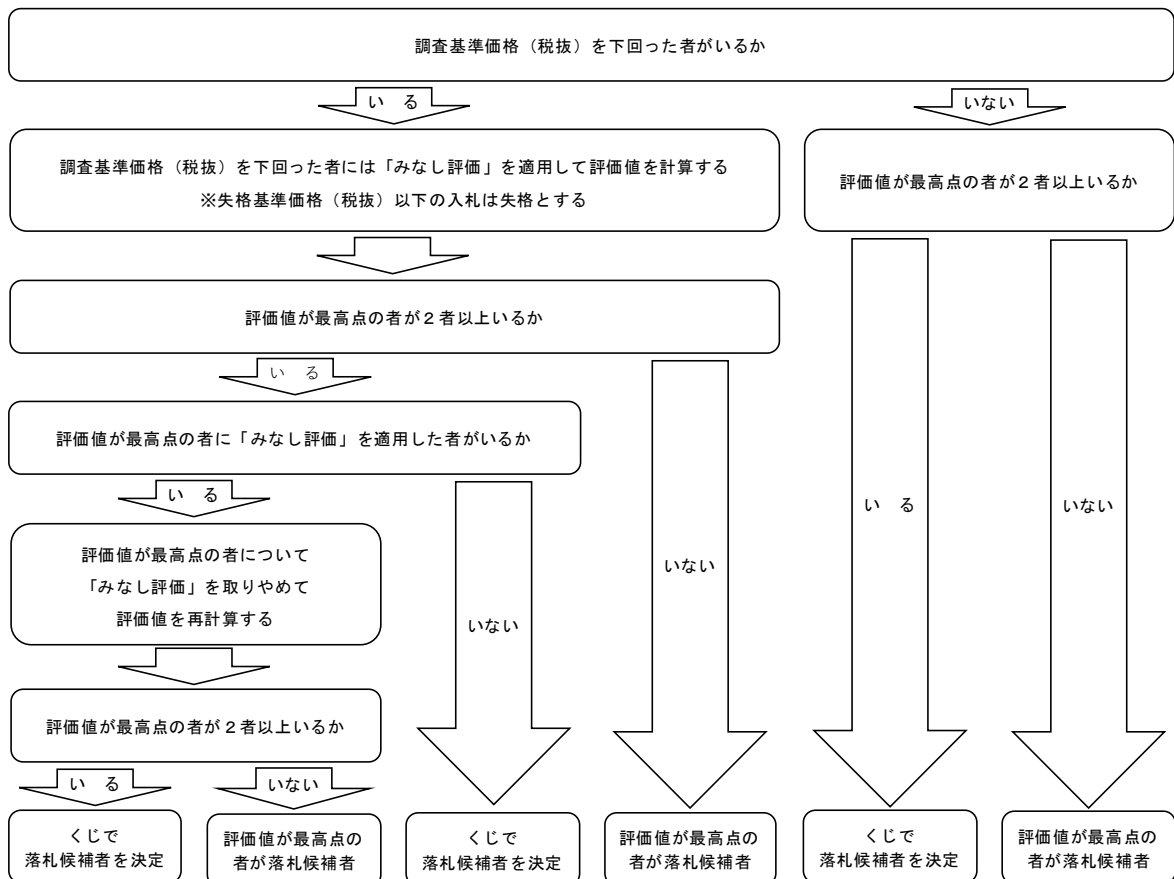 調査基準価格（税抜）を下回った者がいるか
い　る
いない
調査基準価格（税抜）を下回った者には「みなし評価」を適用して評価値を計算する
※失格基準価格（税抜）以下の入札は失格とする
評価値が最高点の者が２者以上いるか
評価値が最高点の者が２者以上いるか
い　る
評価値が最高点の者に「みなし評価」を適用した者がいるか
い　る
い　る
いない
評価値が最高点の者について
「みなし評価」を取りやめて
評価値を再計算する
いない
いない
評価値が最高点の者が２者以上いるか
い　る
いない
くじで
落札候補者を決定
評価値が最高点の
者が落札候補者
くじで
落札候補者を決定
評価値が最高点の
者が落札候補者
くじで
落札候補者を決定
評価値が最高点の
者が落札候補者